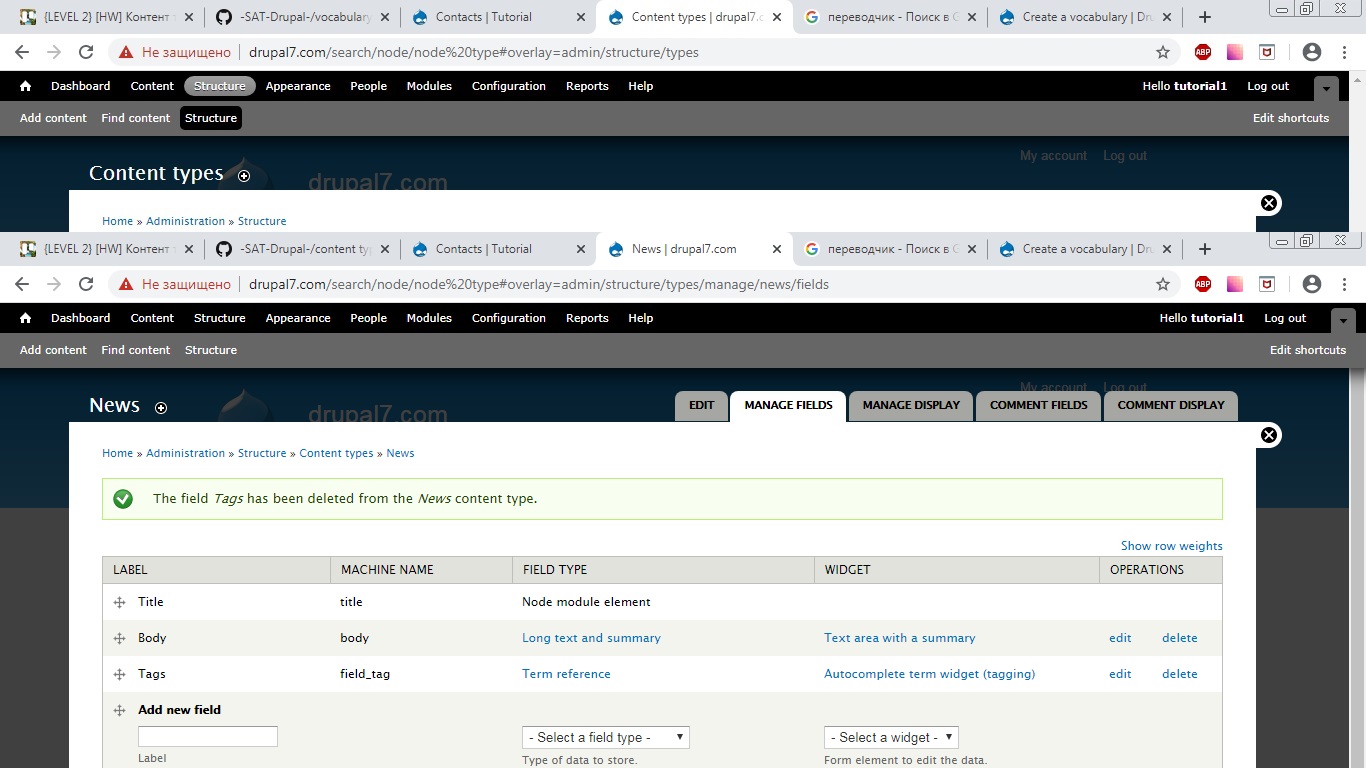 {LEVEL 2} [HW] Контент т -SAT-Drupal-/vocabulary Contacts | Tutorial Content types | drupal7.c переводчик - Поиск в G Create a vocabulary | Dru
Не защищено drupal7.com/search/node/node%20type#overlay=admin/structure/types ABP
Dashboard Content Structure Appearance People Modules Configuration Reports Help Hello tutorial1 Log out
Add content Find content Structure Edit shortcuts
My account Log out
Content types
drupal7.com
Home » Administration » Structure
{LEVEL 2} [HW] Контент т -SAT-Drupal-/content typ Contacts | Tutorial News | drupal7.com переводчик - Поиск в G Create a vocabulary | Dru
Не защищено drupal7.com/search/node/node%20type#overlay=admin/structure/types/manage/news/fields ABP
Dashboard Content Structure Appearance People Modules Configuration Reports Help Hello tutorial1 Log out
Add content Find content Structure Edit shortcuts
My account Log out
News EDIT MANAGE FIELDS MANAGE DISPLAY COMMENT FIELDS COMMENT DISPLAY
drupal7.com
Home » Administration » Structure » Content types » News
The field Tags has been deleted from the News content type.
Show row weights
LABEL MACHINE NAME FIELD TYPE WIDGET OPERATIONS
Title title Node module element
Body body Long text and summary Text area with a summary edit delete
Tags field_tag Term reference Autocomplete term widget (tagging) edit delete
Add new field
- Select a field type - - Select a widget -
Label Type of data to store. Form element to edit the data.